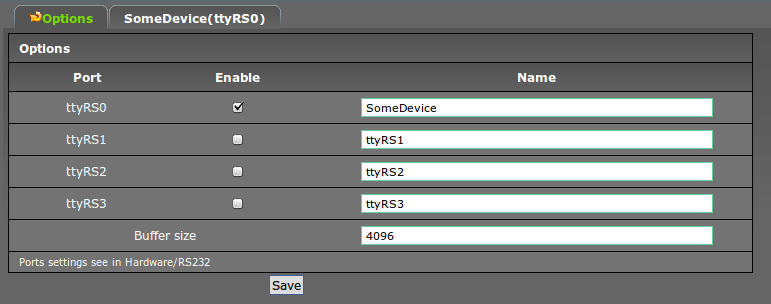 Options SomeDevice(ttyRS0)
Options
Port Enable Name
ttyRS0 SomeDevice
ttyRS1 ttyRS1
ttyRS2 ttyRS2
ttyRS3 ttyRS3
Buffer size 4096
Ports settings see in Hardware/RS232
Save